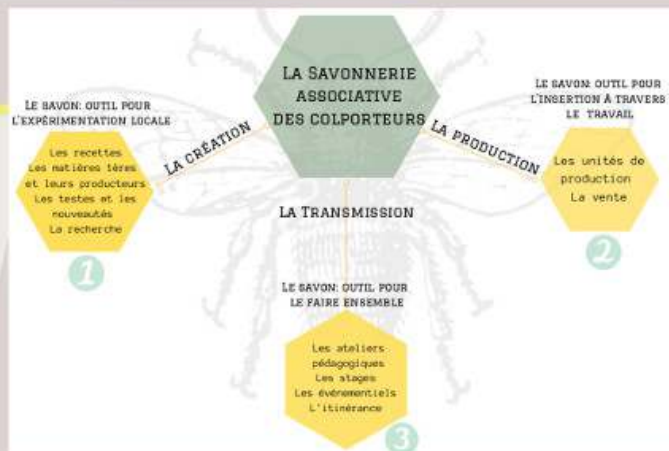 La Savonnerie
associative
des colporteurs
Le savon: outil pour
l'expérimentation locale
La création
Les recettes
Les matières 1ères
et leurs producteurs
Les testes et les
nouveautés
La recherche
1
Le savon: outil pour
l'insertion à travers
le travail
La production
Les unités de
production
La vente
2
La Transmission
Le savon: outil pour
le faire ensemble
Les ateliers
pédagogiques
Les stages
Les événementiels
L'itinérance
3